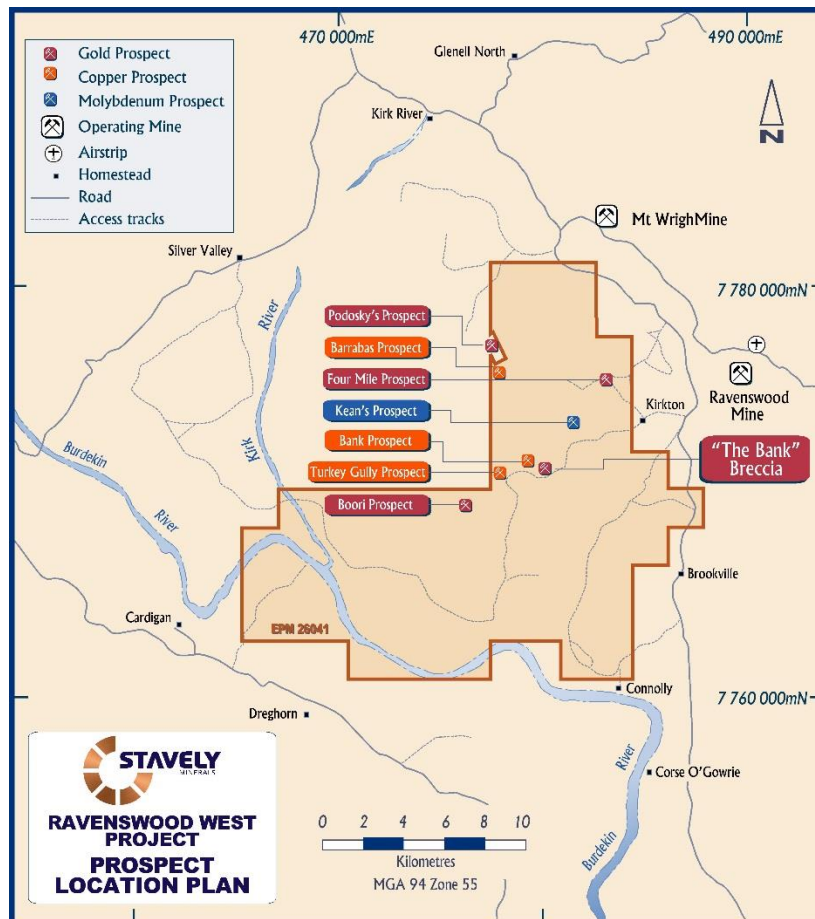 470 000mE
490 000mE
Gold Prospect
Copper Prospect
Molybdenum Prospect
Operating Mine
Airstrip
Homestead
Road
Access tracks
Glenell North
Kirk River
N
Mt WrighMine
Silver Valley
7 780 000mN
River
Podosky's Prospect
Barrabas Prospect
Four Mile Prospect
Kean's Prospect
Bank Prospect
Turkey Gully Prospect
Boori Prospect
Kirk
Ravenswood
Mine
Kirkton
"The Bank"
Breccia
Burdekin
River
Brookville
Cardigan
EPM 26041
Connolly
7 760 000mN
Dreghorn
River
Corse O'Gowrie
Burdekin
STAVELY
MINERALS
RAVENSWOOD WEST
PROJECT
PROSPECT
LOCATION PLAN
0 2 4 6 8 10
Kilometres
MGA 94 Zone 55